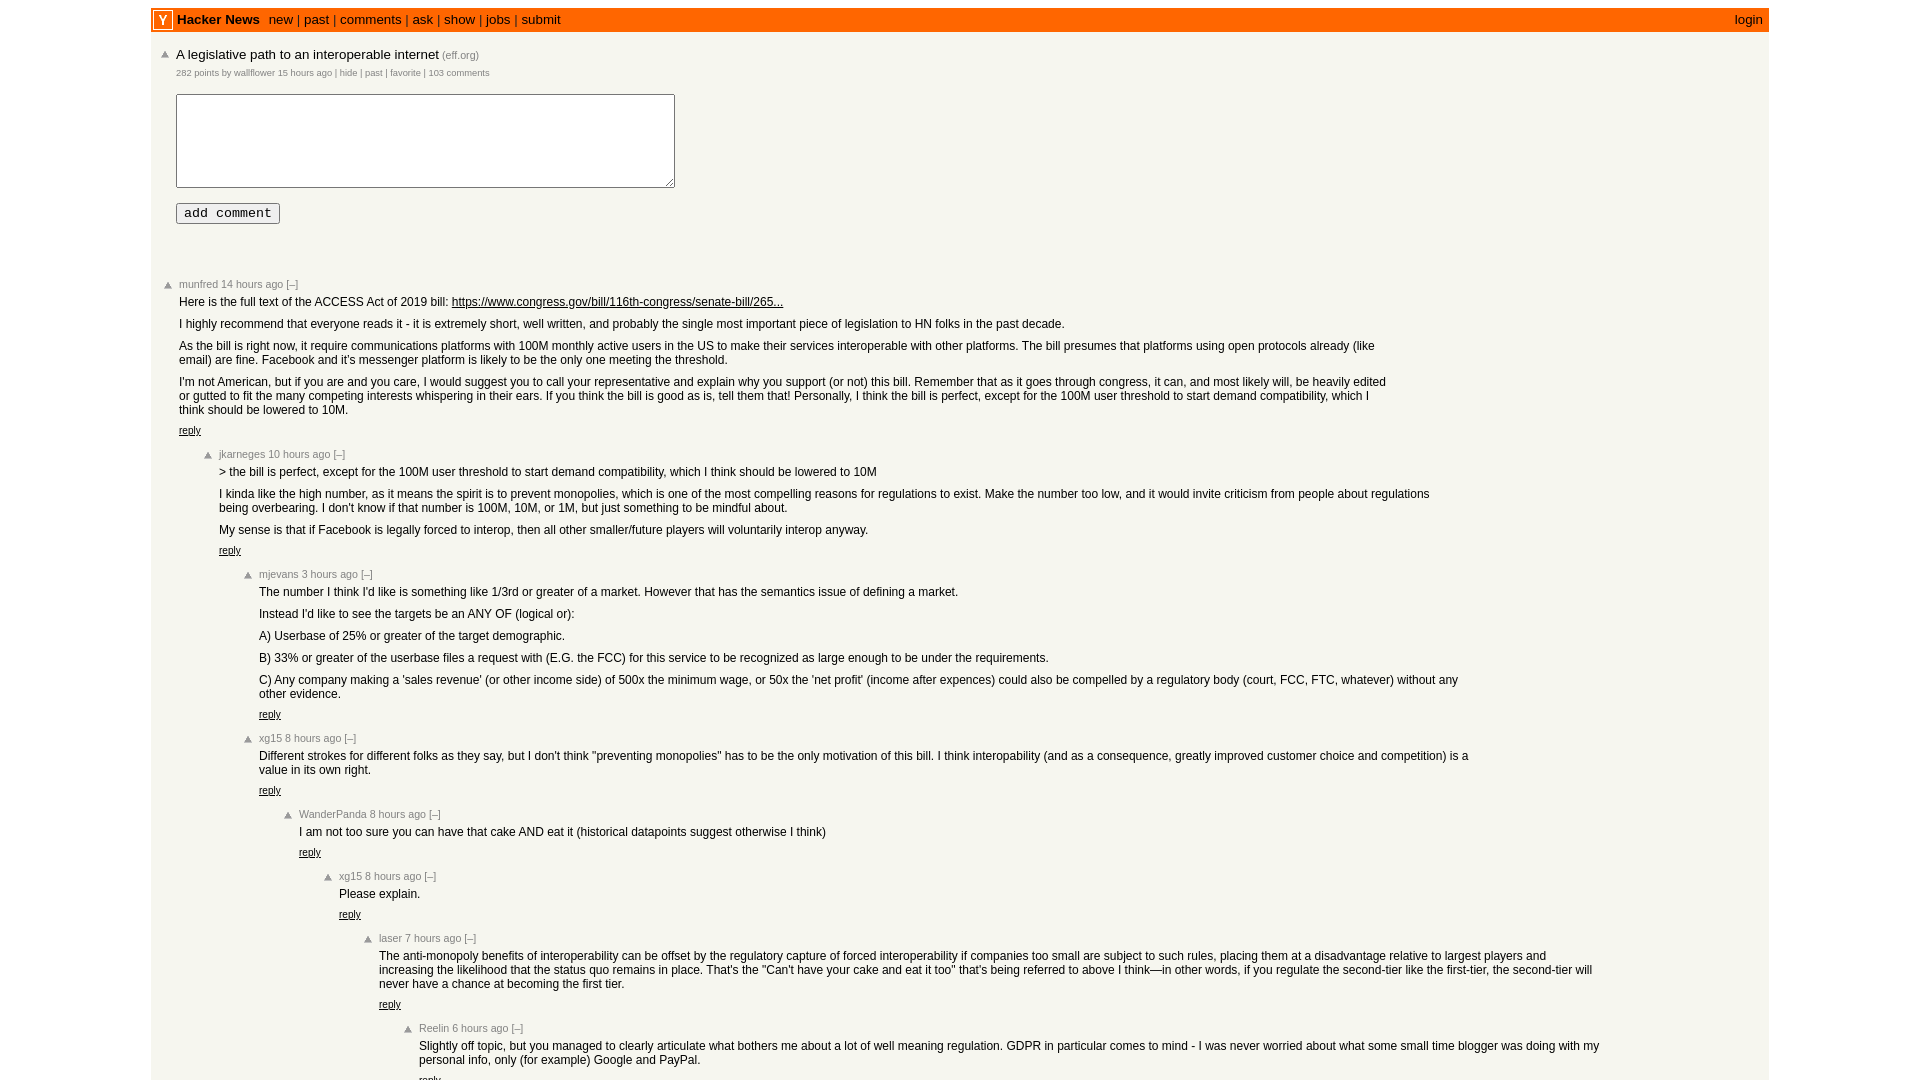 Y Hacker News new | past | comments | ask | show | jobs | submit login
A legislative path to an interoperable internet (eff.org)
282 points by wallflower 15 hours ago | hide | past | favorite | 103 comments
add comment
munfred 14 hours ago [–]
Here is the full text of the ACCESS Act of 2019 bill: https://www.congress.gov/bill/116th-congress/senate-bill/265...
I highly recommend that everyone reads it - it is extremely short, well written, and probably the single most important piece of legislation to HN folks in the past decade.
As the bill is right now, it require communications platforms with 100M monthly active users in the US to make their services interoperable with other platforms. The bill presumes that platforms using open protocols already (like
email) are fine. Facebook and it's messenger platform is likely to be the only one meeting the threshold.
I'm not American, but if you are and you care, I would suggest you to call your representative and explain why you support (or not) this bill. Remember that as it goes through congress, it can, and most likely will, be heavily edited
or gutted to fit the many competing interests whispering in their ears. If you think the bill is good as is, tell them that! Personally, I think the bill is perfect, except for the 100M user threshold to start demand compatibility, which I
think should be lowered to 10M.
reply
jkarneges 10 hours ago [–]
> the bill is perfect, except for the 100M user threshold to start demand compatibility, which I think should be lowered to 10M
I kinda like the high number, as it means the spirit is to prevent monopolies, which is one of the most compelling reasons for regulations to exist. Make the number too low, and it would invite criticism from people about regulations
being overbearing. I don't know if that number is 100M, 10M, or 1M, but just something to be mindful about.
My sense is that if Facebook is legally forced to interop, then all other smaller/future players will voluntarily interop anyway.
reply
mjevans 3 hours ago [–]
The number I think I'd like is something like 1/3rd or greater of a market. However that has the semantics issue of defining a market.
Instead I'd like to see the targets be an ANY OF (logical or):
A) Userbase of 25% or greater of the target demographic.
B) 33% or greater of the userbase files a request with (E.G. the FCC) for this service to be recognized as large enough to be under the requirements.
C) Any company making a 'sales revenue' (or other income side) of 500x the minimum wage, or 50x the 'net profit' (income after expences) could also be compelled by a regulatory body (court, FCC, FTC, whatever) without any
other evidence.
reply
xg15 8 hours ago [–]
Different strokes for different folks as they say, but I don't think "preventing monopolies" has to be the only motivation of this bill. I think interopability (and as a consequence, greatly improved customer choice and competition) is a
value in its own right.
reply
WanderPanda 8 hours ago [–]
I am not too sure you can have that cake AND eat it (historical datapoints suggest otherwise I think)
reply
xg15 8 hours ago [–]
Please explain.
reply
laser 7 hours ago [–]
The anti-monopoly benefits of interoperability can be offset by the regulatory capture of forced interoperability if companies too small are subject to such rules, placing them at a disadvantage relative to largest players and
increasing the likelihood that the status quo remains in place. That's the "Can't have your cake and eat it too" that's being referred to above I think—in other words, if you regulate the second-tier like the first-tier, the second-tier will
never have a chance at becoming the first tier.
reply
Reelin 6 hours ago [–]
Slightly off topic, but you managed to clearly articulate what bothers me about a lot of well meaning regulation. GDPR in particular comes to mind - I was never worried about what some small time blogger was doing with my
personal info, only (for example) Google and PayPal.
reply